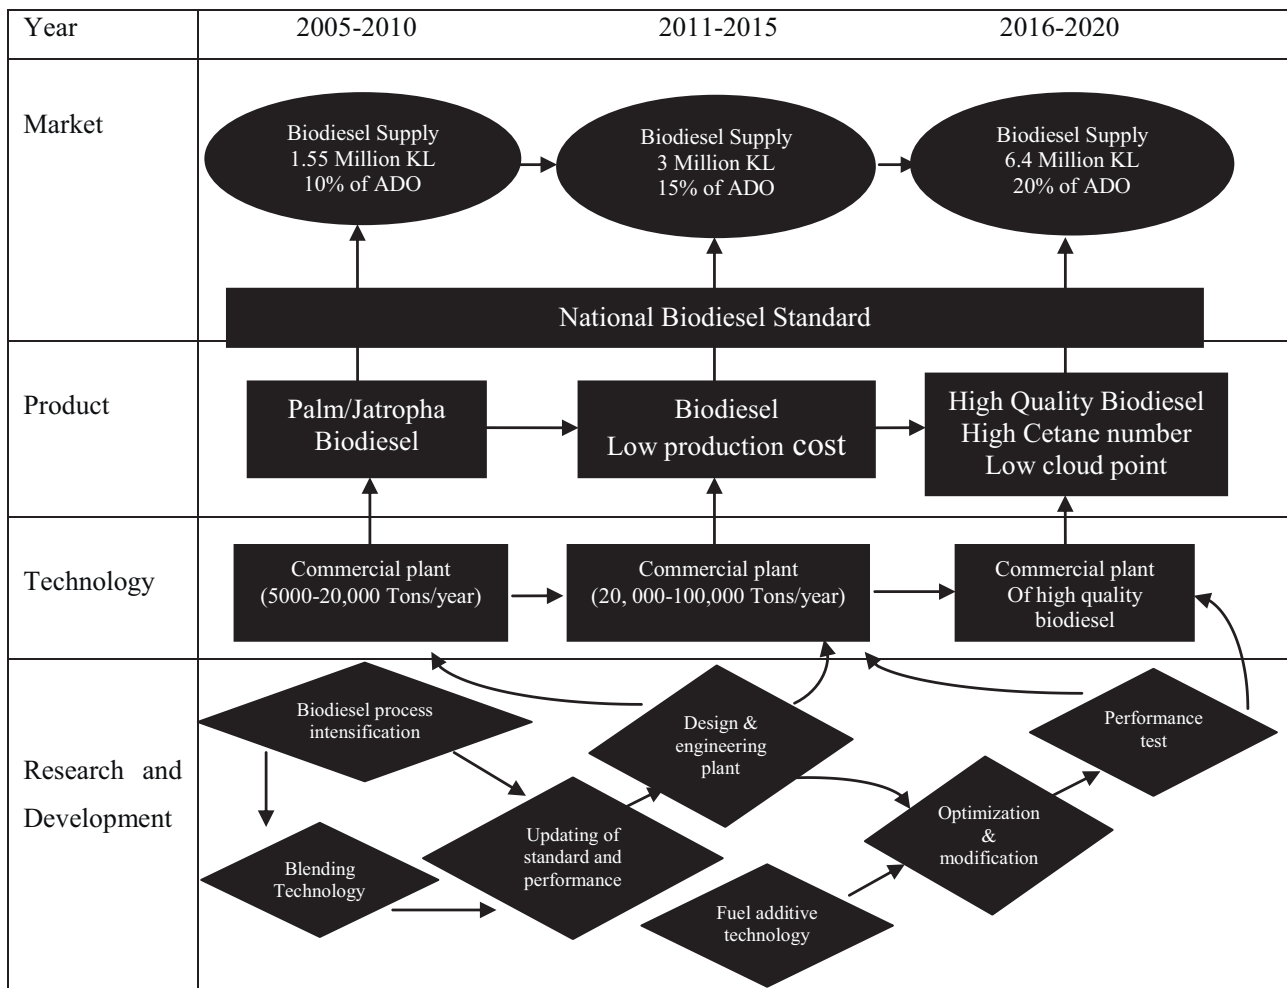 Year
2005-2010
2011-2015
2016-2020
Market
Biodiesel Supply
1.55 Million KL
10% of ADO
Biodiesel Supply
3 Million KL
15% of ADO
Biodiesel Supply
6.4 Million KL
20% of ADO
National Biodiesel Standard
Product
Palm/Jatropha
Biodiesel
Biodiesel
Low production cost
High Quality Biodiesel
High Cetane number
Low cloud point
Technology
Commercial plant
(5000-20,000 Tons/year)
Commercial plant
(20, 000-100,000 Tons/year)
Commercial plant
Of high quality
biodiesel
Research and
Development
Biodiesel process
intensification
Design &
engineering
plant
Performance
test
Blending
Technology
Updating of
standard and
performance
Optimization
&
modification
Fuel additive
technology